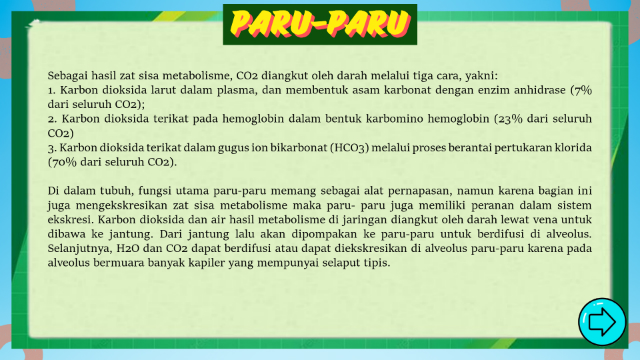 PARU-PARU
Sebagai hasil zat sisa metabolisme, CO2 diangkut oleh darah melalui tiga cara, yakni:
1. Karbon dioksida larut dalam plasma, dan membentuk asam karbonat dengan enzim anhidrase (7%
dari seluruh CO2);
2. Karbon dioksida terikat pada hemoglobin dalam bentuk karbomino hemoglobin (23% dari seluruh
CO2)
3. Karbon dioksida terikat dalam gugus ion bikarbonat (HCO3) melalui proses berantai pertukaran klorida
(70% dari seluruh CO2).
Di dalam tubuh, fungsi utama paru-paru memang sebagai alat pernapasan, namun karena bagian ini
juga mengekskresikan zat sisa metabolisme maka paru- paru juga memiliki peranan dalam sistem
ekskresi. Karbon dioksida dan air hasil metabolisme di jaringan diangkut oleh darah lewat vena untuk
dibawa ke jantung. Dari jantung lalu akan dipompakan ke paru-paru untuk berdifusi di alveolus.
Selanjutnya, H2O dan CO2 dapat berdifusi atau dapat diekskresikan di alveolus paru-paru karena pada
alveolus bermuara banyak kapiler yang mempunyai selaput tipis.